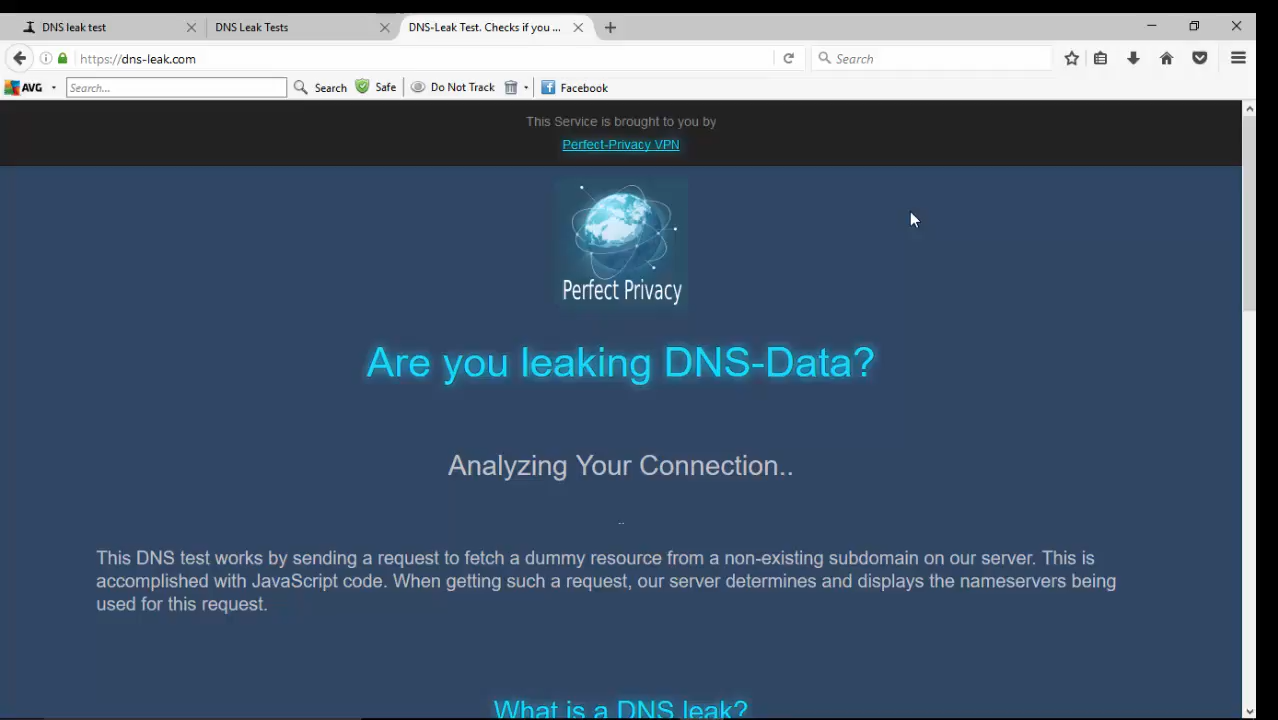 DNS leak test
DNS Leak Tests
DNS-Leak Test. Checks if you ...
https://dns-leak.com
Search
AVG
Search...
Search
Safe
Do Not Track
Facebook
This Service is brought to you by
Perfect-Privacy VPN
Perfect Privacy
Are you leaking DNS-Data?
Analyzing Your Connection..
..
This DNS test works by sending a request to fetch a dummy resource from a non-existing subdomain on our server. This is
accomplished with JavaScript code. When getting such a request, our server determines and displays the nameservers being
used for this request.
What is a DNS leak?